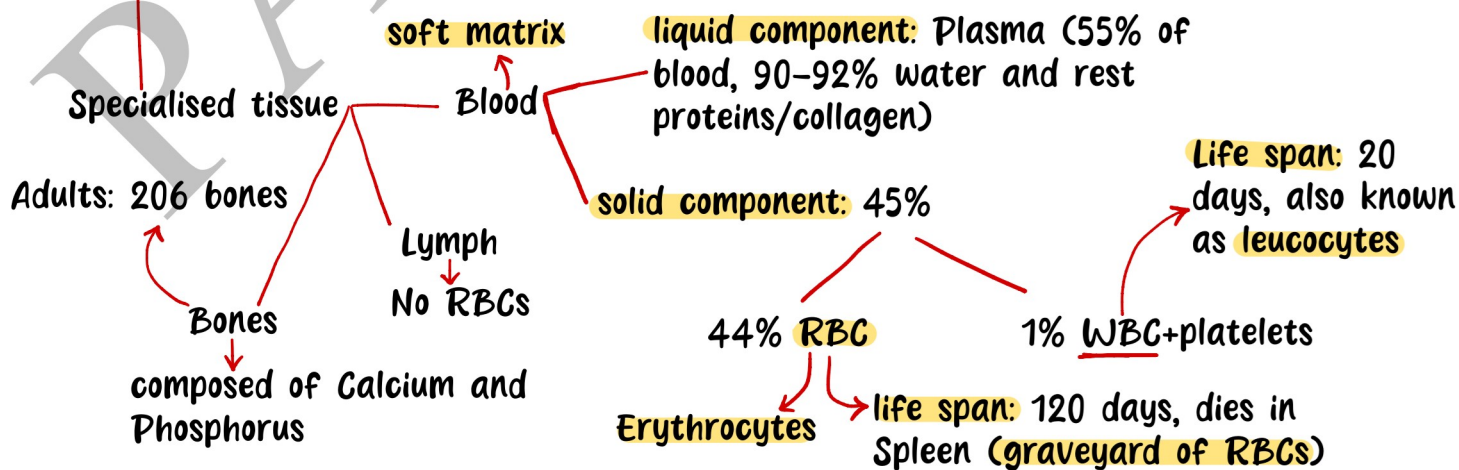 soft matrix
liquid component: Plasma (55% of
blood, 90-92% water and rest
proteins/collagen)
Specialised tissue
Blood
Life span: 20
days, also known
as leucocytes
Adults: 206 bones
solid component: 45%
Lymph
No RBCs
Bones
44% RBC
1% WBC+platelets
composed of Calcium and
Phosphorus
Erythrocytes
life span: 120 days, dies in
Spleen (graveyard of RBCs)